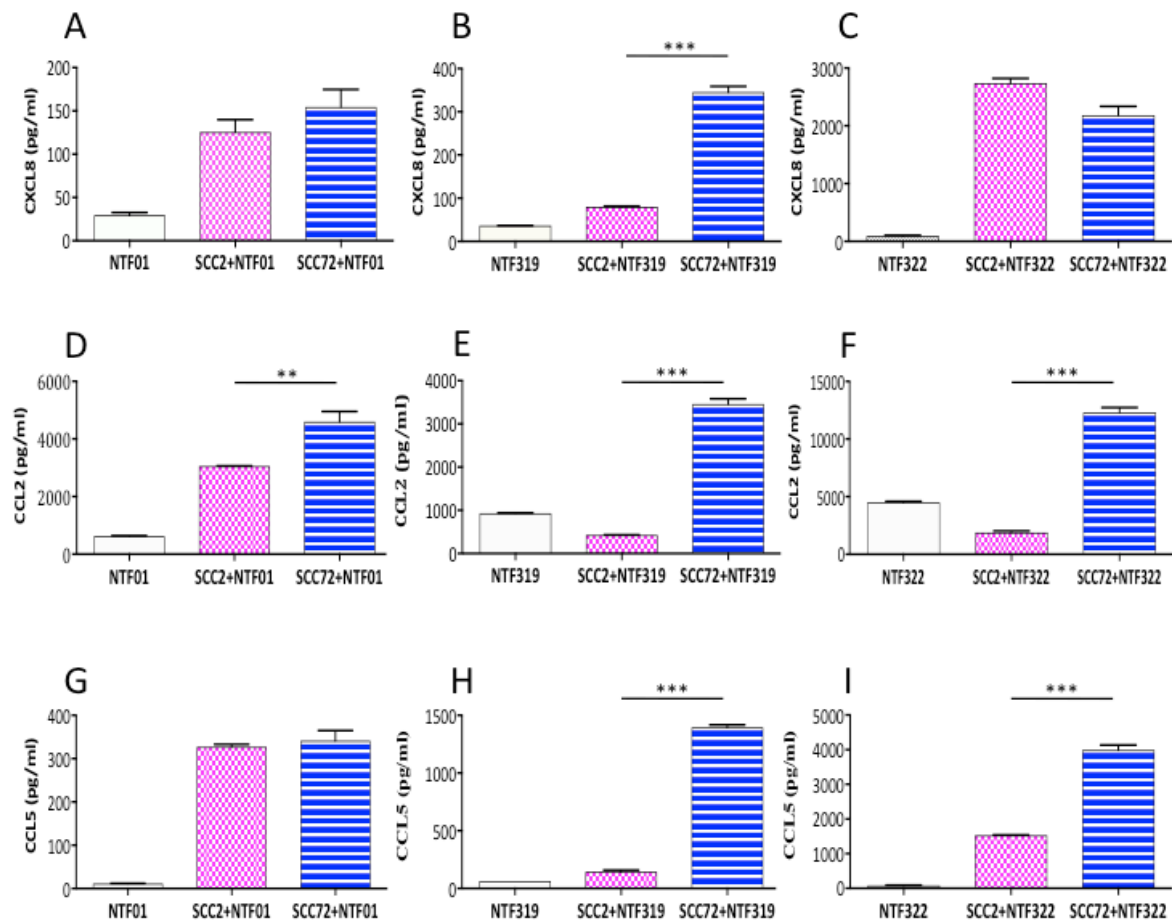 A
CXCL8 (pg/ml)
200
150
100
50
0
NTF01
SCC2+NTF01
SCC72+NTF01
B
***
CXCL8 (pg/ml)
400
300
200
100
0
NTF319
SCC2+NTF319
SCC72+NTF319
C
CXCL8 (pg/ml)
3000
2000
1000
0
NTF322
SCC2+NTF322
SCC72+NTF322
D
**
CCL2 (pg/ml)
6000
4000
2000
0
NTF01
SCC2+NTF01
SCC72+NTF01
E
***
CCL2 (pg/ml)
4000
3000
2000
1000
0
NTF319
SCC2+NTF319
SCC72+NTF319
F
***
CCL2 (pg/ml)
15000
10000
5000
0
NTF322
SCC2+NTF322
SCC72+NTF322
G
CCL5 (pg/ml)
400
300
200
100
0
NTF01
SCC2+NTF01
SCC72+NTF01
H
***
CCL5 (pg/ml)
1500
1000
500
0
NTF319
SCC2+NTF319
SCC72+NTF319
I
***
CCL5 (pg/ml)
5000
4000
3000
2000
1000
0
NTF322
SCC2+NTF322
SCC72+NTF322